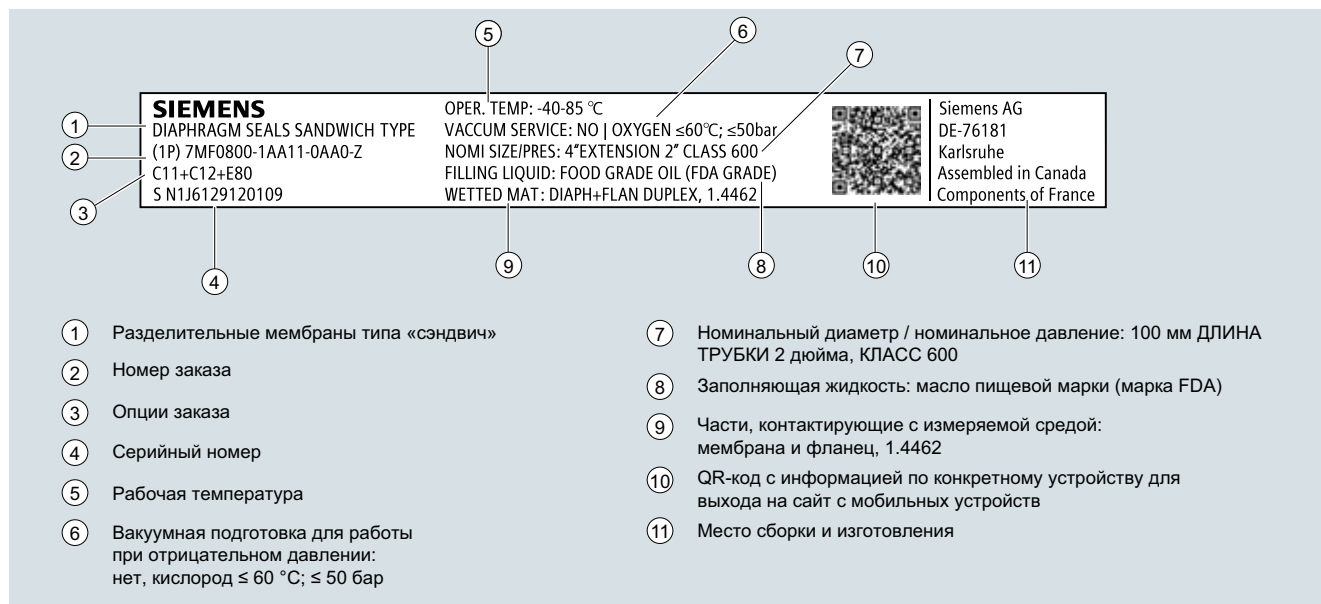 5
6
7
SIEMENS
DIAPHRAGM SEALS SANDWICH TYPE
(1P) 7MF0800-1AA11-0AA0-Z
C11+C12+E80
S N1J6129120109
OPER. TEMP: -40-85 °C
VACCUM SERVICE: NO | OXYGEN ≤60°C; ≤50bar
NOMI SIZE/PRES: 4"EXTENSION 2" CLASS 600
FILLING LIQUID: FOOD GRADE OIL (FDA GRADE)
WETTED MAT: DIAPH+FLAN DUPLEX, 1.4462
Siemens AG
DE-76181
Karlsruhe
Assembled in Canada
Components of France
1
2
3
4
9
8
10
11
1 Разделительные мембраны типа «сэндвич»
2 Номер заказа
3 Опции заказа
4 Серийный номер
5 Рабочая температура
6 Вакуумная подготовка для работы
при отрицательном давлении:
нет, кислород ≤ 60 °C; ≤ 50 бар
7 Номинальный диаметр / номинальное давление: 100 мм ДЛИНА
ТРУБКИ 2 дюйма, КЛАСС 600
8 Заполняющая жидкость: масло пищевой марки (марка FDA)
9 Части, контактирующие с измеряемой средой:
мембрана и фланец, 1.4462
10 QR-код с информацией по конкретному устройству для
выхода на сайт с мобильных устройств
11 Место сборки и изготовления